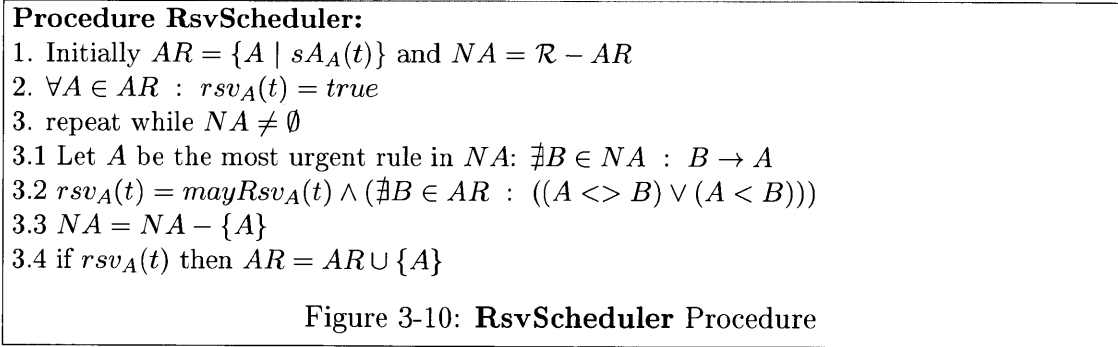 Procedure RsvScheduler:
1. Initially AR = {A | sA_A(t)} and NA = R − AR
2. ∀A ∈ AR : rsv_A(t) = true
3. repeat while NA ≠ ∅
3.1 Let A be the most urgent rule in NA: ∄B ∈ NA : B → A
3.2 rsv_A(t) = mayRsv_A(t) ∧ (∄B ∈ AR : ((A <> B) ∨ (A < B)))
3.3 NA = NA − {A}
3.4 if rsv_A(t) then AR = AR ∪ {A}
Figure 3-10: RsvScheduler Procedure